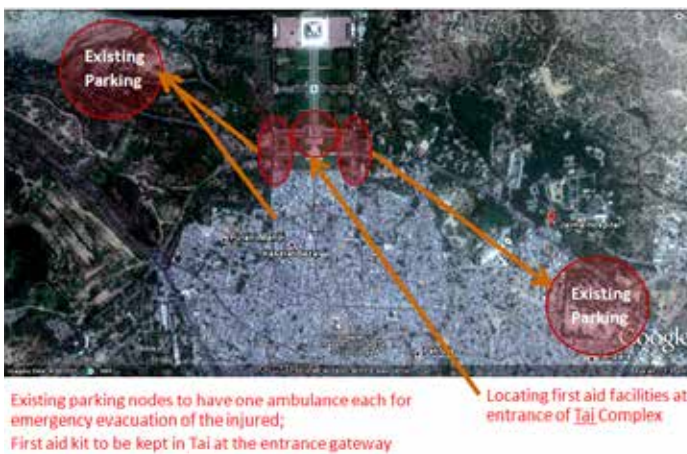 Existing
Parking
Existing
Parking
Google
Existing parking nodes to have one ambulance each for
emergency evacuation of the injured;
First aid kit to be kept in Tai at the entrance gateway
Locating first aid facilities at
entrance of Taj Complex